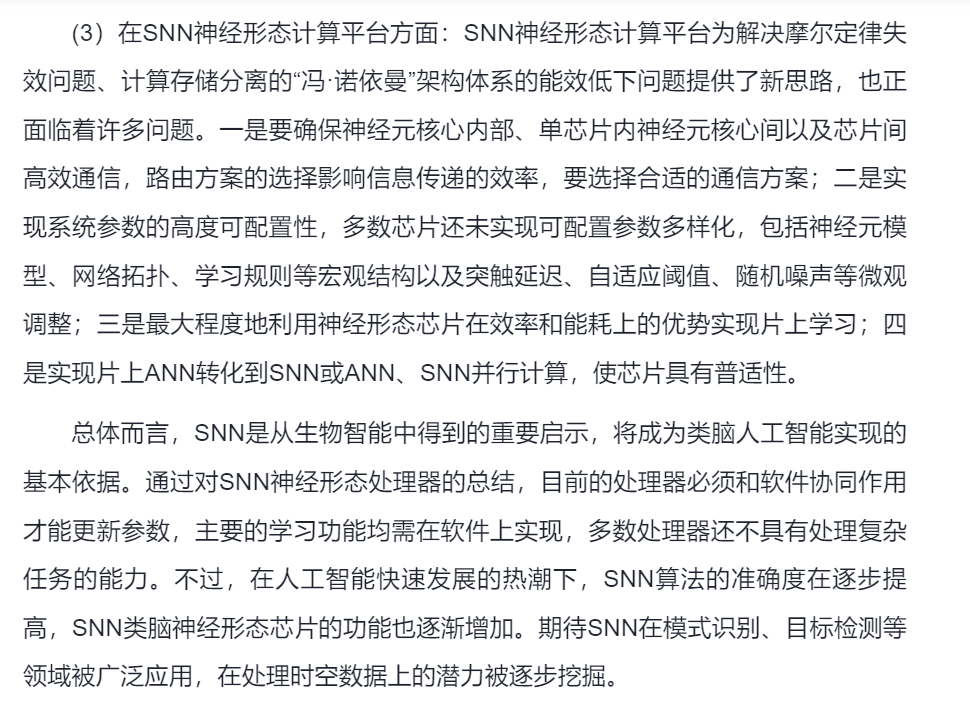 (3）在SNN神经形态计算平台方面：SNN神经形态计算平台为解决摩尔定律失
效问题、计算存储分离的“冯·诺依曼”架构体系的能效低下问题提供了新思路，也正
面临着许多问题。一是要确保神经元核心内部、单芯片内神经元核心间以及芯片间
高效通信，路由方案的选择影响信息传递的效率，要选择合适的通信方案；二是实
现系统参数的高度可配置性，多数芯片还未实现可配置参数多样化，包括神经元模
型、网络拓扑、学习规则等宏观结构以及突触延迟、自适应阈值、随机噪声等微观
调整；三是最大程度地利用神经形态芯片在效率和能耗上的优势实现片上学习；四
是实现片上ANN转化到SNN或ANN、SNN并行计算，使芯片具有普适性。
总体而言，SNN是从生物智能中得到的重要启示，将成为类脑人工智能实现的
基本依据。通过对SNN神经形态处理器的总结，目前的处理器必须和软件协同作用
才能更新参数，主要的学习功能均需在软件上实现，多数处理器还不具有处理复杂
任务的能力。不过，在人工智能快速发展的热潮下，SNN算法的准确度在逐步提
高，SNN类脑神经形态芯片的功能也逐渐增加。期待SNN在模式识别、目标检测等
领域被广泛应用，在处理时空数据上的潜力被逐步挖掘。